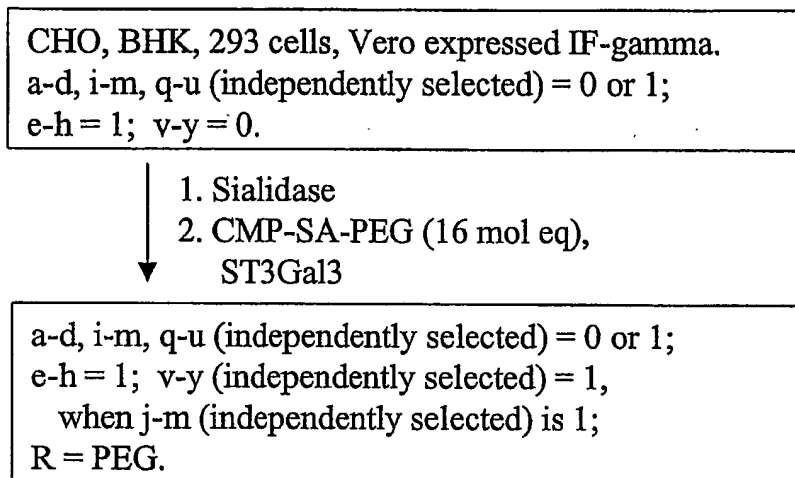 CHO, BHK, 293 cells, Vero expressed IF-gamma.
a-d, i-m, q-u (independently selected) = 0 or 1;
e-h = 1; v-y = 0.
1. Sialidase
2. CMP-SA-PEG (16 mol eq),
ST3Gal3
a-d, i-m, q-u (independently selected) = 0 or 1;
e-h = 1; v-y (independently selected) = 1,
when j-m (independently selected) is 1;
R = PEG.